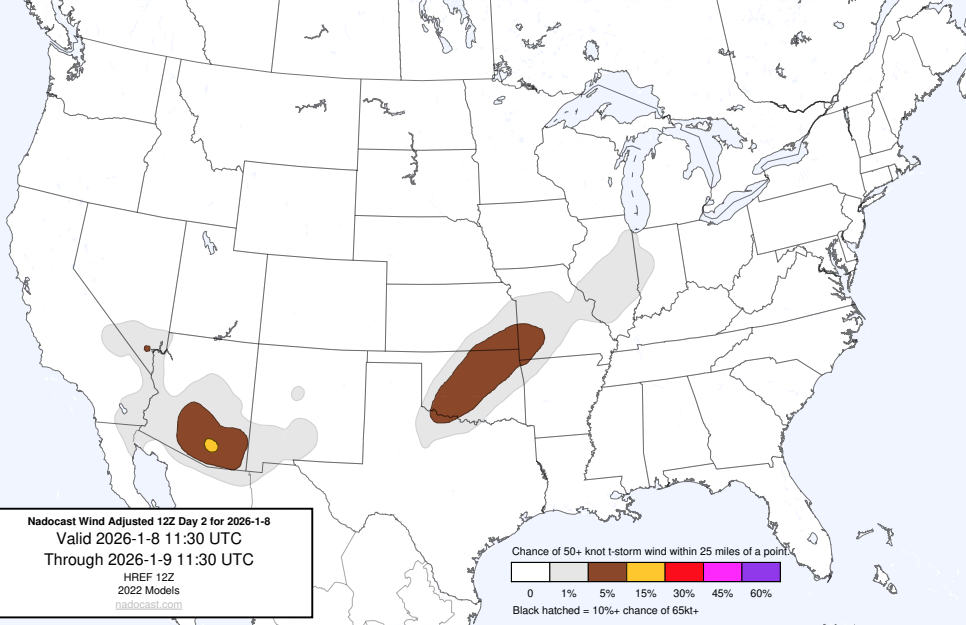 Nadocast Wind Adjusted 12Z Day 2 for 2026-1-8
Valid 2026-1-8 11:30 UTC
Through 2026-1-9 11:30 UTC
HREF 12Z
2022 Models
nadocast.com
Chance of 50+ knot t-storm wind within 25 miles of a point.
0 1% 5% 15% 30% 45% 60%
Black hatched = 10%+ chance of 65kt+